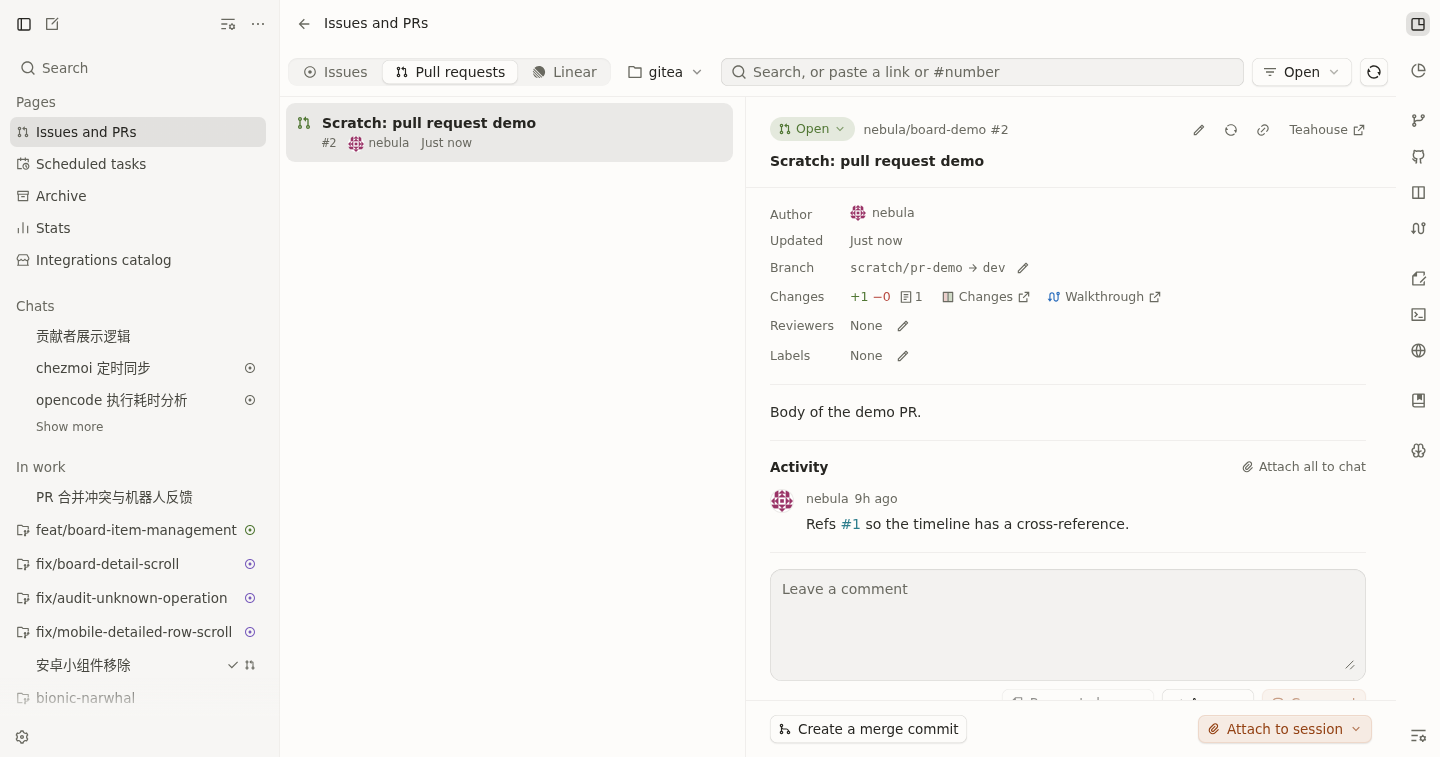 Issues and PRs
Search
Issues
Pull requests
Linear
gitea
Search, or paste a link or #number
Open
Pages
Issues and PRs
Scheduled tasks
Archive
Stats
Integrations catalog
Chats
贡献者展示逻辑
chezmoi 定时同步
opencode 执行耗时分析
Show more
In work
PR 合并冲突与机器人反馈
feat/board-item-management
fix/board-detail-scroll
fix/audit-unknown-operation
fix/mobile-detailed-row-scroll
安卓小组件移除
bionic-narwhal
Scratch: pull request demo
#2 nebula Just now
Open nebula/board-demo #2 Teahouse
Scratch: pull request demo
Author nebula
Updated Just now
Branch scratch/pr-demo → dev
Changes +1 −0 1 Changes Walkthrough
Reviewers None
Labels None
Body of the demo PR.
Activity Attach all to chat
nebula 9h ago
Refs #1 so the timeline has a cross-reference.
Leave a comment
Create a merge commit
Attach to session